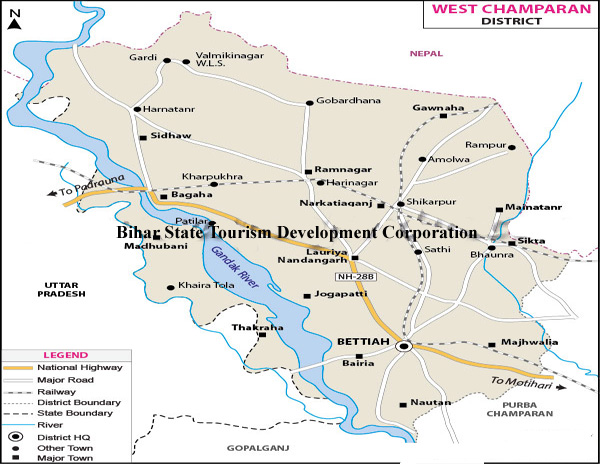 WEST CHAMPARAN
DISTRICT
N
NEPAL
Gardi
Valmikinagar
W.L.S.
Harnatanr
Gobardhana
Gawnaha
Sidhaw
Rampur
Amolwa
Ramnagar
Kharpukhra
Harinagar
To Padrauna
Bagaha
Narkatiaganj
Shikarpur
Mainatanr
Patilar
Bihar State Tourism Development Corporation
Madhubani
Lauriya
Nandangarh
Sathi
Sikta
Bhaunra
Gandak River
NH-28B
UTTAR
PRADESH
Khaira Tola
Jogapatti
Thakraha
BETTIAH
Majhwalia
Bairia
To Motihari
Nautan
PURBA
CHAMPARAN
GOPALGANJ
LEGEND
National Highway
Major Road
Railway
District Boundary
State Boundary
River
District HQ
Other Town
Major Town